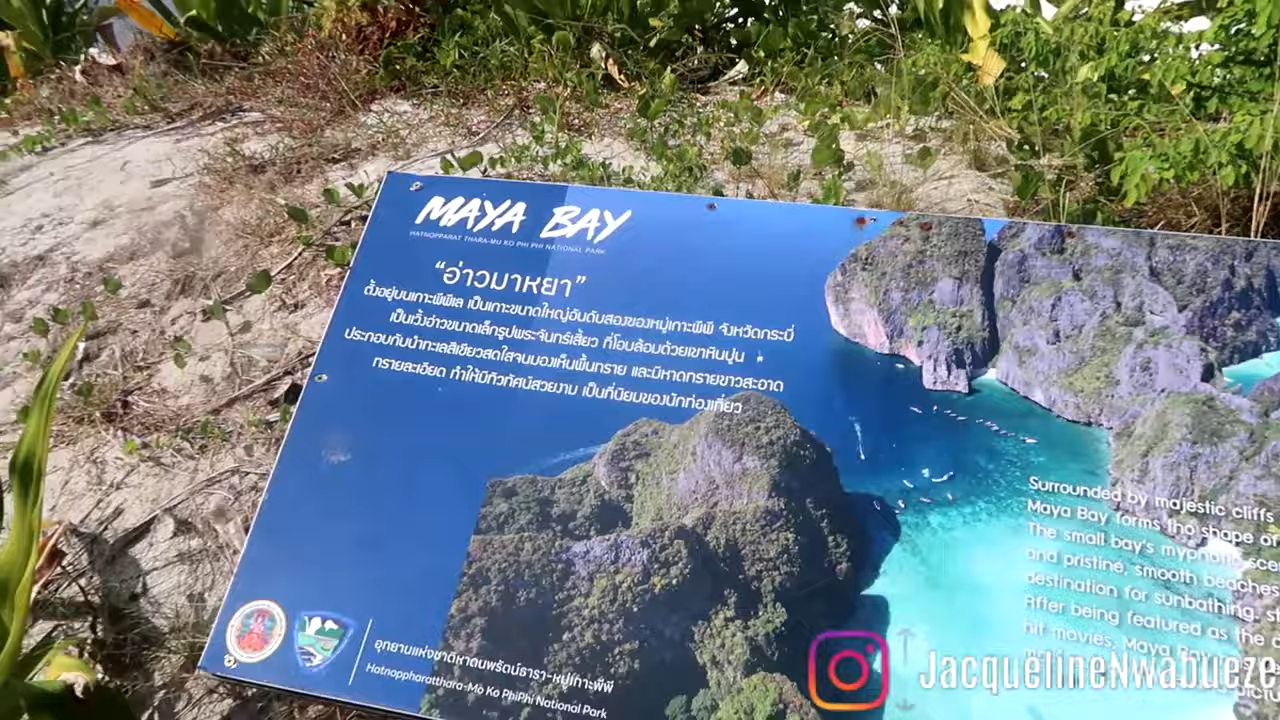 MAYA BAY
HATNOPPARAT THARA-MU KO PHI PHI NATIONAL PARK
“อ่าวมาหยา”
ตั้งอยู่บนเกาะพีพีเล เป็นเกาะขนาดใหญ่อันดับสองของหมู่เกาะพีพี จังหวัดกระบี่
เป็นเวิ้งอ่าวขนาดเล็กรูปพระจันทร์เสี้ยว ที่โอบล้อมด้วยเขาหินปูน
ประกอบกับน้ำทะเลสีเขียวสดใสจนมองเห็นพื้นทราย และมีหาดทรายขาวสะอาด
ทรายละเอียด ทำให้มีทิวทัศน์สวยงาม เป็นที่นิยมของนักท่องเที่ยว
Surrounded by majestic cliffs
Maya Bay forms the shape of
The small bay's
and pristine, smooth beaches
destination for sunbathing,
After being featured as the
hit movies, Maya Bay
อุทยานแห่งชาติหาดนพรัตน์ธารา-หมู่เกาะพีพี
Hatnoppharatthara-Mo Ko PhiPhi National Park
JacquelineNwabueze